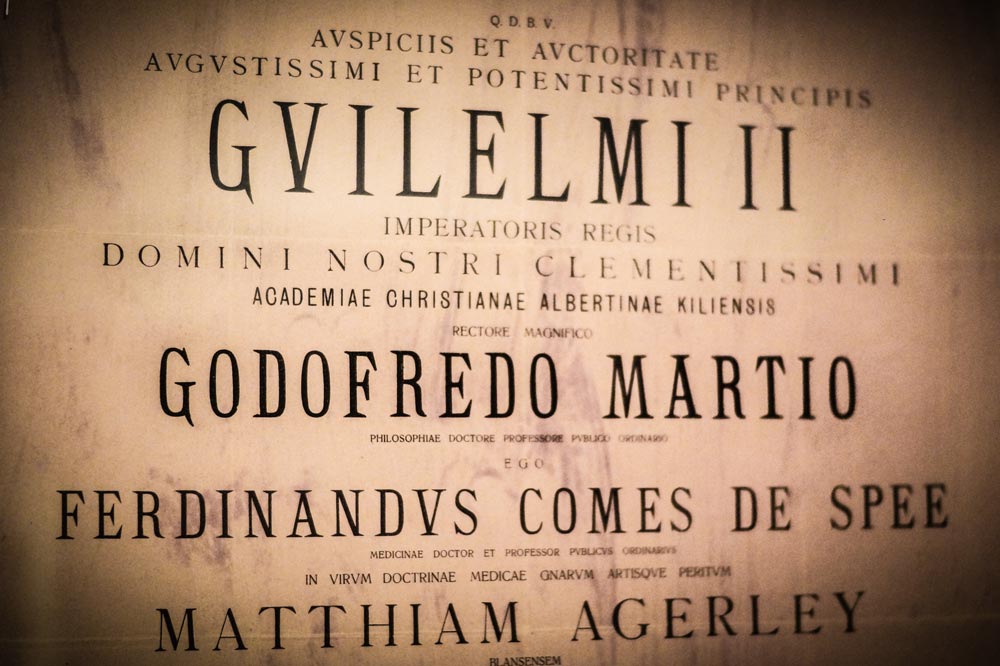 Q. D. B. V.
AVSPICIIS ET AVCTORITATE
AVGVSTISSIMI ET POTENTISSIMI PRINCIPIS
GVILELMI II
IMPERATORIS REGIS
DOMINI NOSTRI CLEMENTISSIMI
ACADEMIAE CHRISTIANAE ALBERTINAE KILIENSIS
RECTORE MAGNIFICO
GODOFREDO MARTIO
PHILOSOPHIAE DOCTORE PROFESSORE PVBLICO ORDINARIO
EGO
FERDINANDVS COMES DE SPEE
MEDICINAE DOCTOR ET PROFESSOR PVBLICVS ORDINARIVS
IN VIRVM DOCTRINAE MEDICAE GNARVM ARTISQVE PERITVM
MATTHIAM AGERLEY
BLANSENSEM